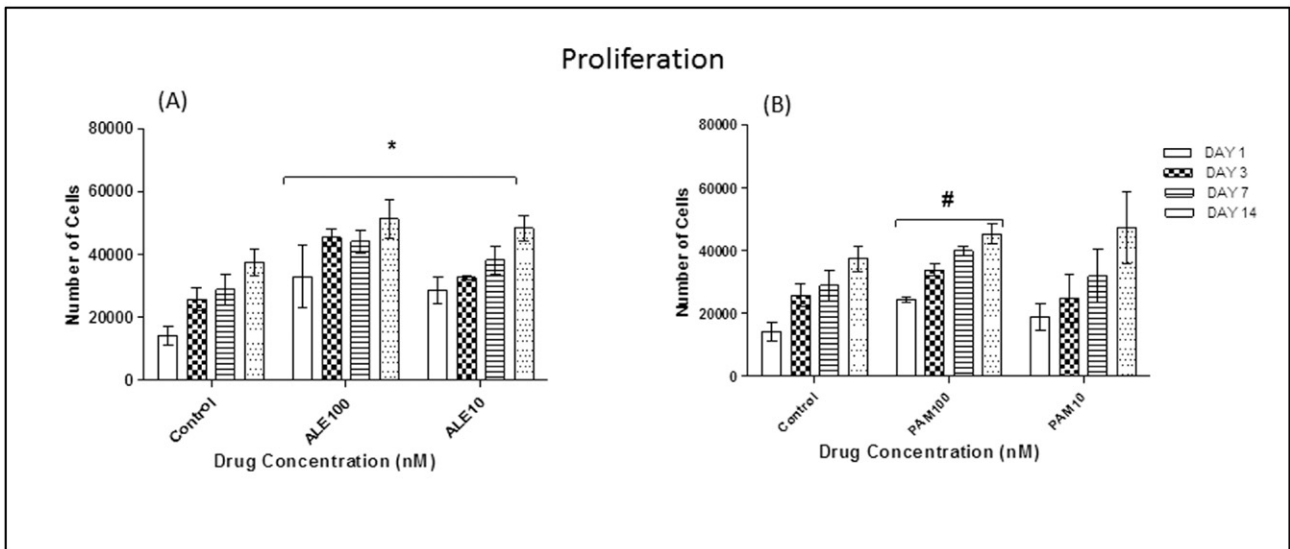 Proliferation
(A)
80000
60000
40000
20000
0
Number of Cells
*
Control
ALE100
ALE10
Drug Concentration (nM)
(B)
80000
60000
40000
20000
0
Number of Cells
#
Control
PAM100
PAM10
Drug Concentration (nM)
DAY 1
DAY 3
DAY 7
DAY 14